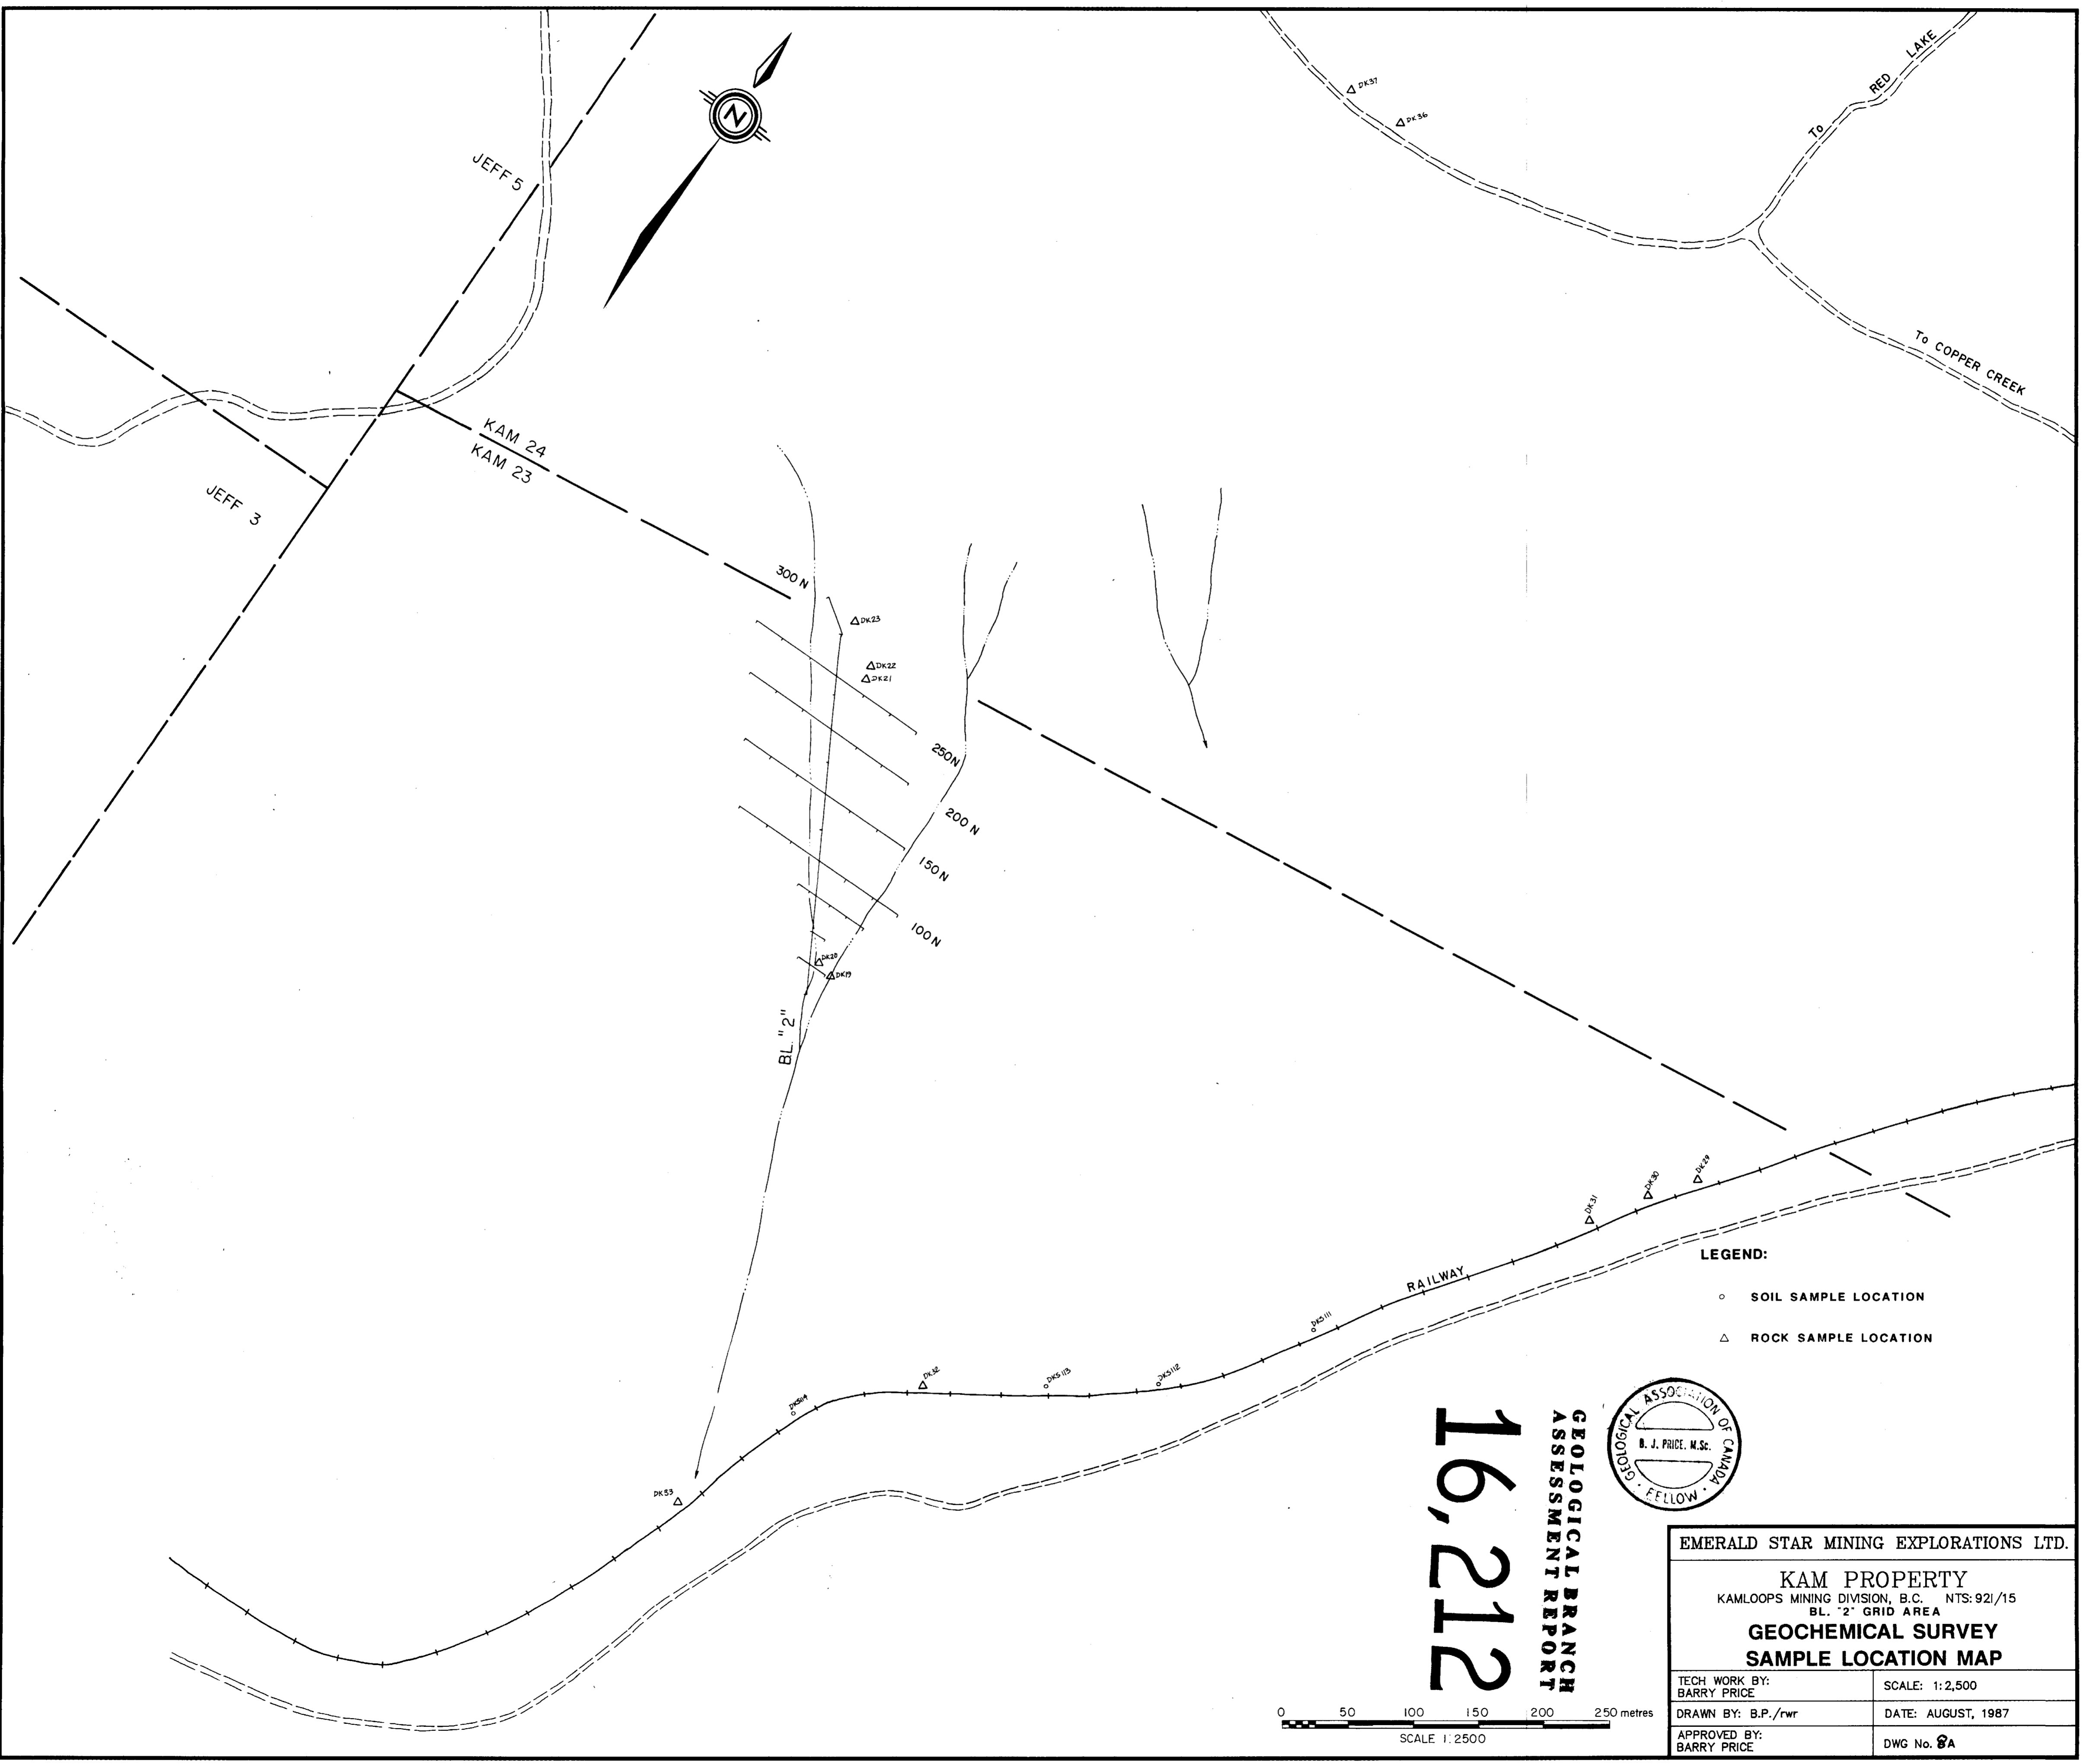 N
JEFF 5
JEFF 3
KAM 24
KAM 23
DK37
DK36
TO RED LAKE
To COPPER CREEK
300 N
DK23
DK22
DK21
250N
200 N
150N
100N
DK20
DK19
BL. "2"
DK29
DK30
DK31
RAILWAY
DKS111
DKS112
DKS113
DK32
DK33
LEGEND:
SOIL SAMPLE LOCATION
ROCK SAMPLE LOCATION
GEOLOGICAL ASSOCIATION OF CANADA
B. J. PRICE, M.Sc.
FELLOW
GEOLOGICAL BRANCH
ASSESSMENT REPORT
16,212
0 50 100 150 200 250 metres
SCALE 1:2500
EMERALD STAR MINING EXPLORATIONS LTD.
KAM PROPERTY
KAMLOOPS MINING DIVISION, B.C. NTS: 92I/15
BL. "2" GRID AREA
GEOCHEMICAL SURVEY
SAMPLE LOCATION MAP
TECH WORK BY:
BARRY PRICE
SCALE: 1:2,500
DRAWN BY: B.P./rwr
DATE: AUGUST, 1987
APPROVED BY:
BARRY PRICE
DWG No. 8A